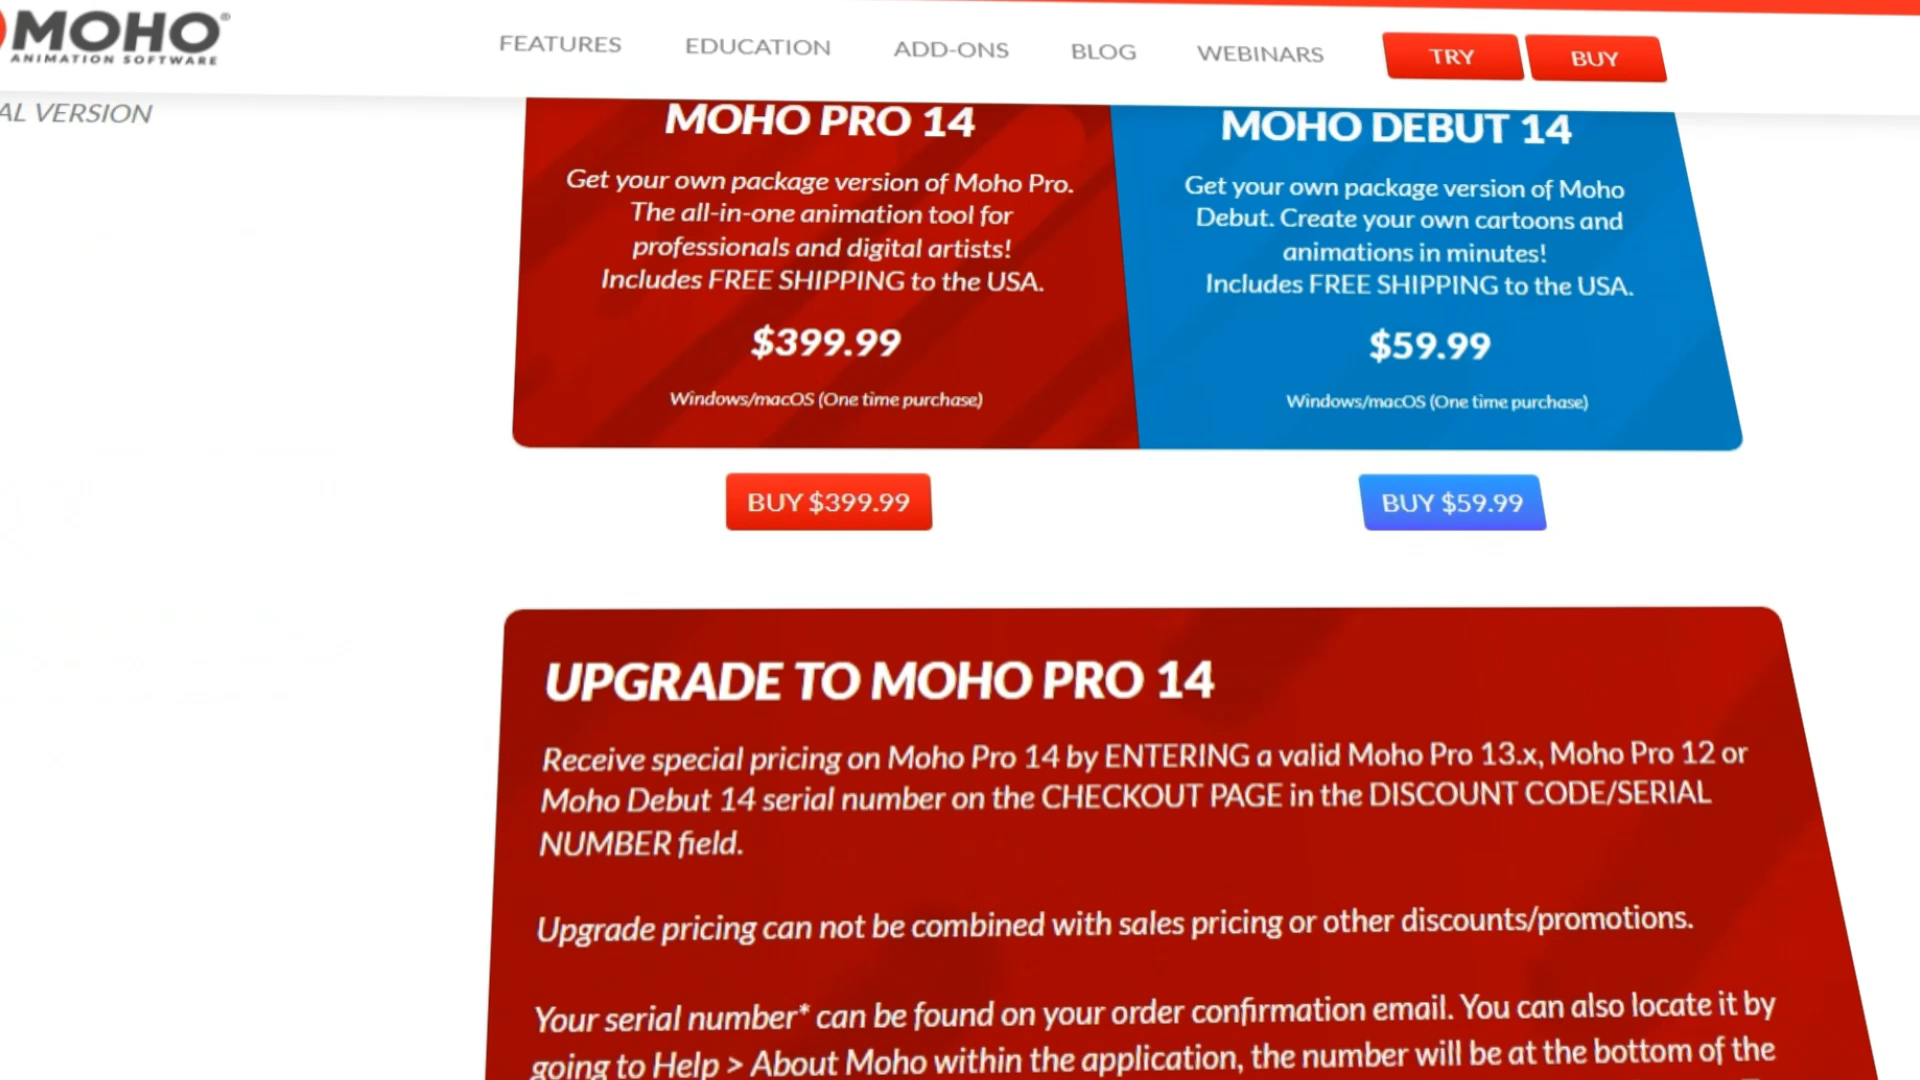 MOHO®
ANIMATION SOFTWARE
FEATURES EDUCATION ADD-ONS BLOG WEBINARS TRY BUY
AL VERSION
MOHO PRO 14
Get your own package version of Moho Pro.
The all-in-one animation tool for
professionals and digital artists!
Includes FREE SHIPPING to the USA.
$399.99
Windows/macOS (One time purchase)
BUY $399.99
MOHO DEBUT 14
Get your own package version of Moho
Debut. Create your own cartoons and
animations in minutes!
Includes FREE SHIPPING to the USA.
$59.99
Windows/macOS (One time purchase)
BUY $59.99
UPGRADE TO MOHO PRO 14
Receive special pricing on Moho Pro 14 by ENTERING a valid Moho Pro 13.x, Moho Pro 12 or
Moho Debut 14 serial number on the CHECKOUT PAGE in the DISCOUNT CODE/SERIAL
NUMBER field.
Upgrade pricing can not be combined with sales pricing or other discounts/promotions.
Your serial number* can be found on your order confirmation email. You can also locate it by
going to Help > About Moho within the application, the number will be at the bottom of the